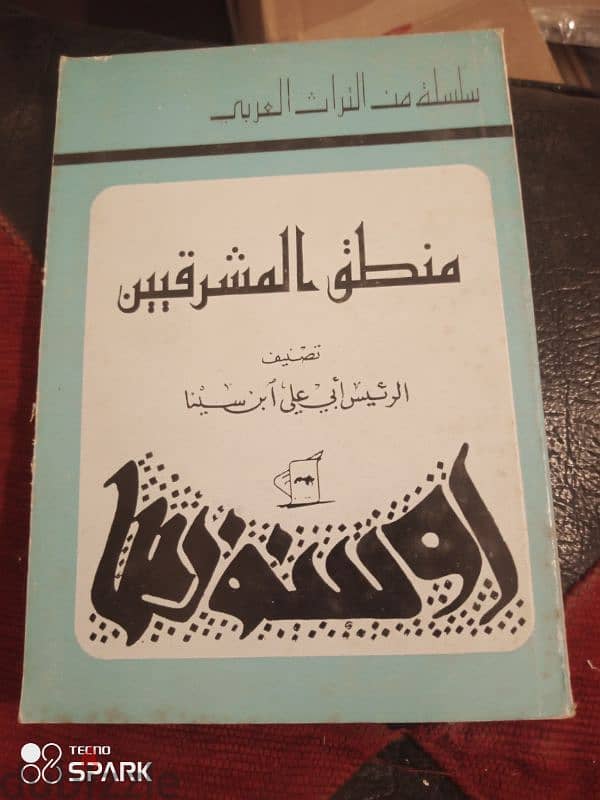 سلسلة من التراث العربي
منطق المشرقيين
تصنيف
الرئيس أبي علي ابن سينا
TECNO
SPARK